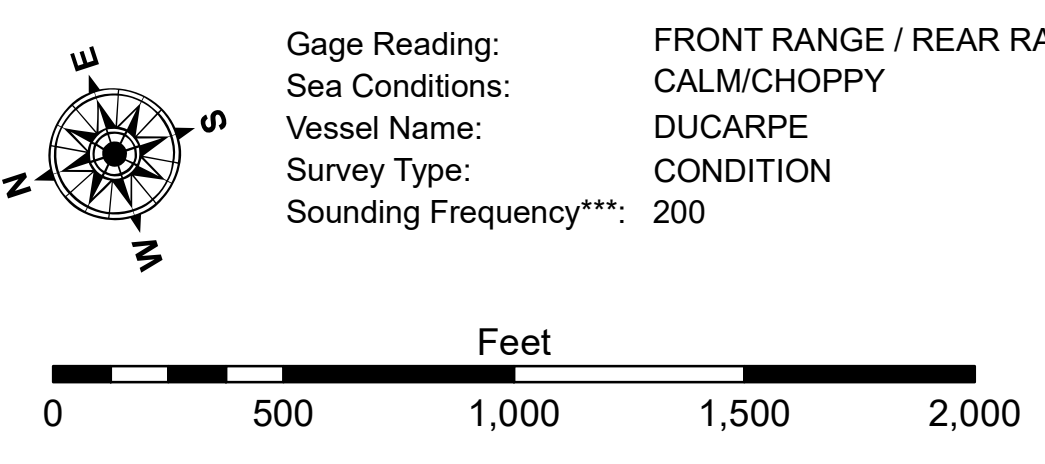 E
S
N
W
Gage Reading: FRONT RANGE / REAR RA
Sea Conditions: CALM/CHOPPY
Vessel Name: DUCARPE
Survey Type: CONDITION
Sounding Frequency***: 200
Feet
0 500 1,000 1,500 2,000